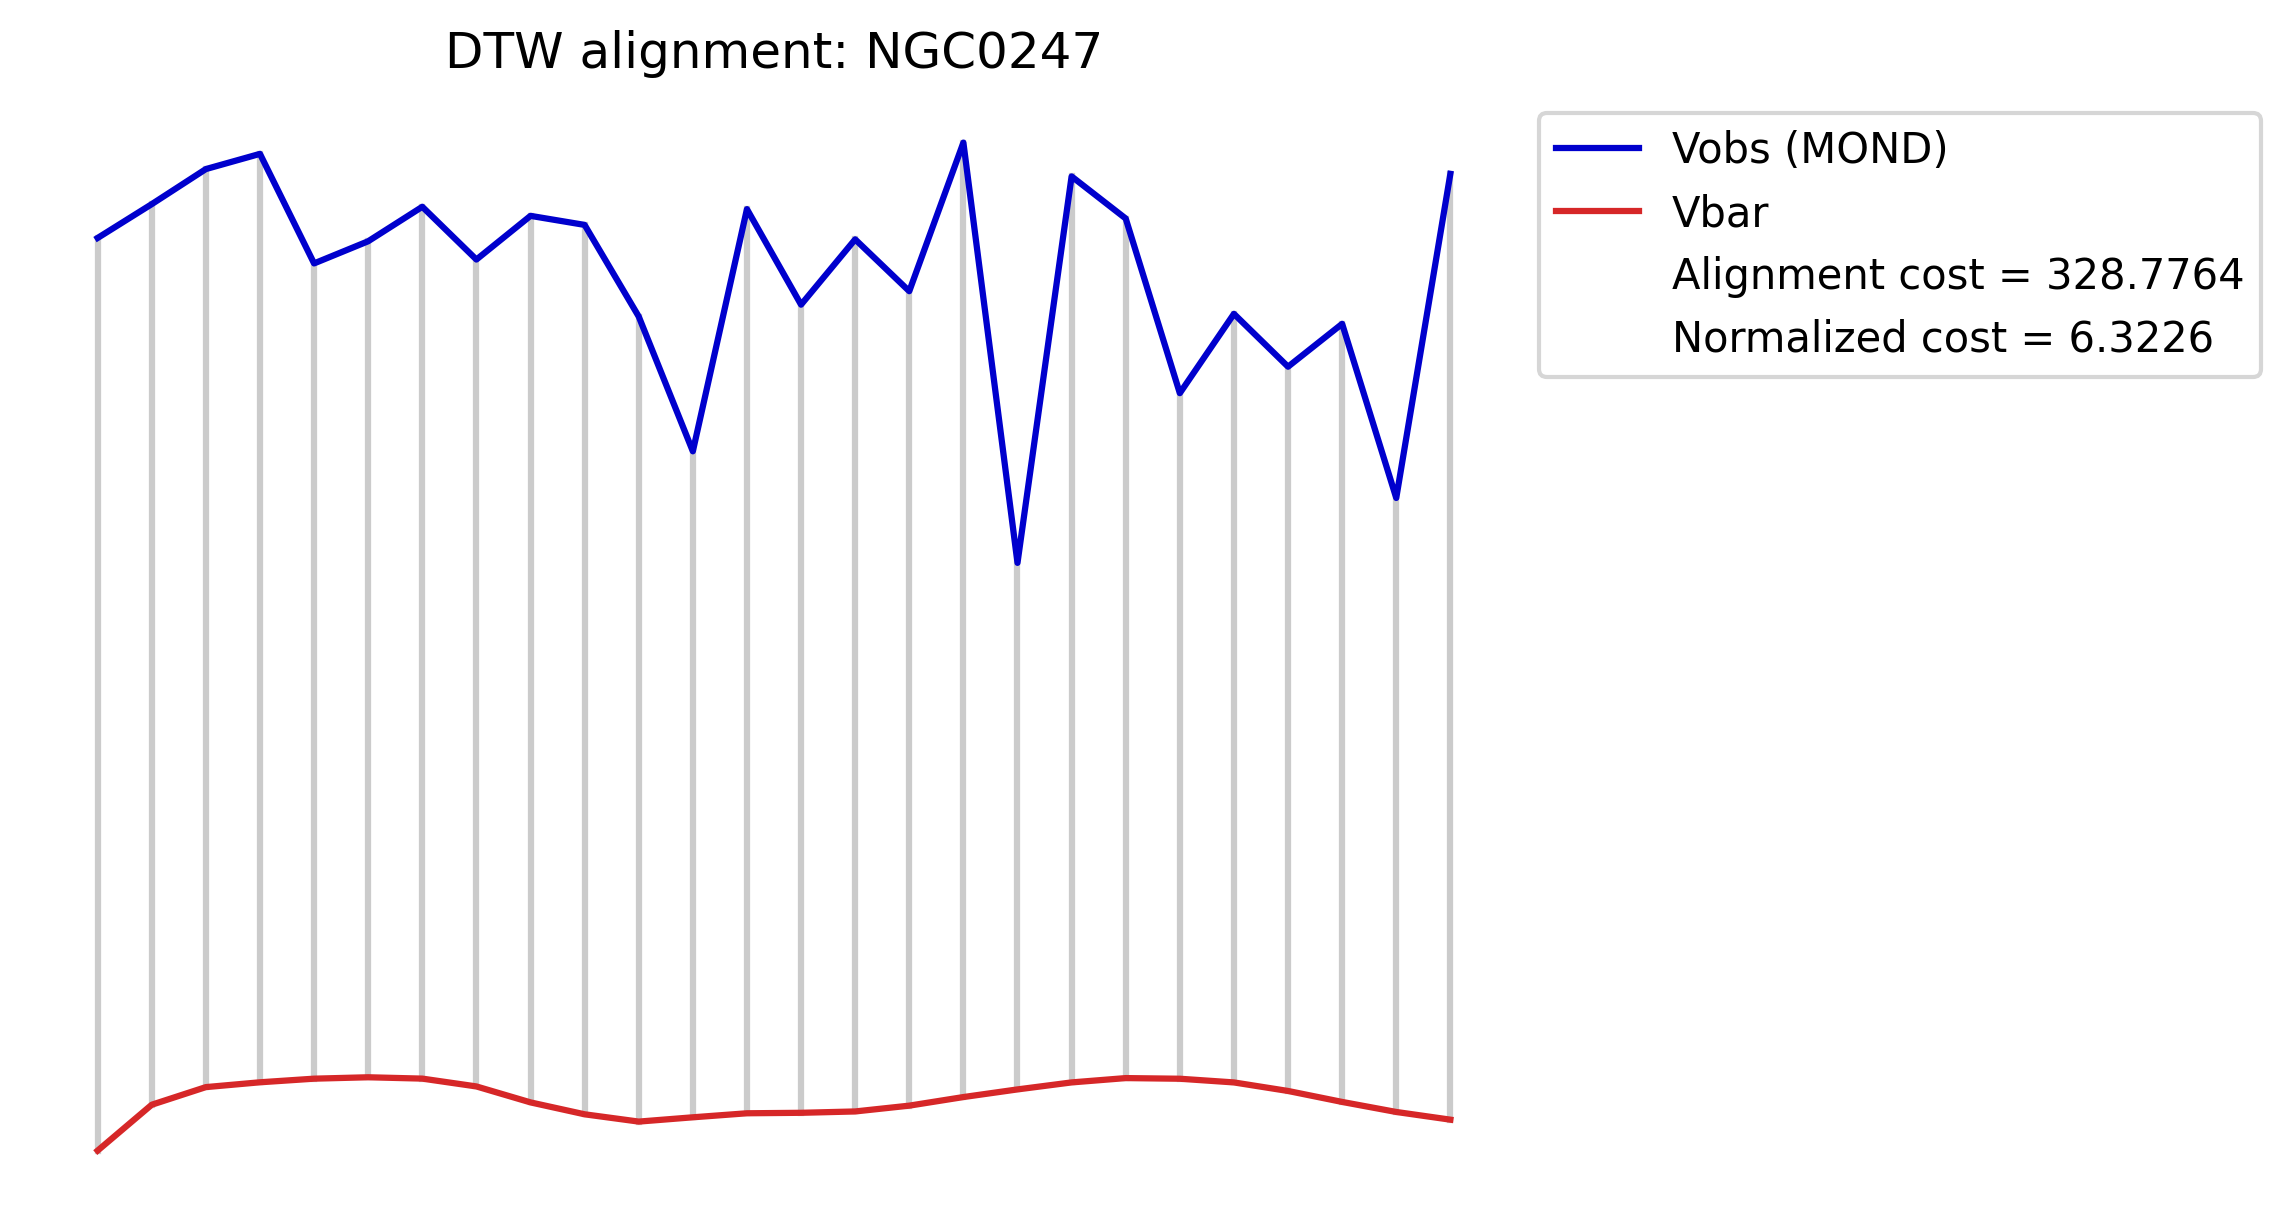 DTW alignment: NGC0247
Vobs (MOND)
Vbar
Alignment cost = 328.7764
Normalized cost = 6.3226